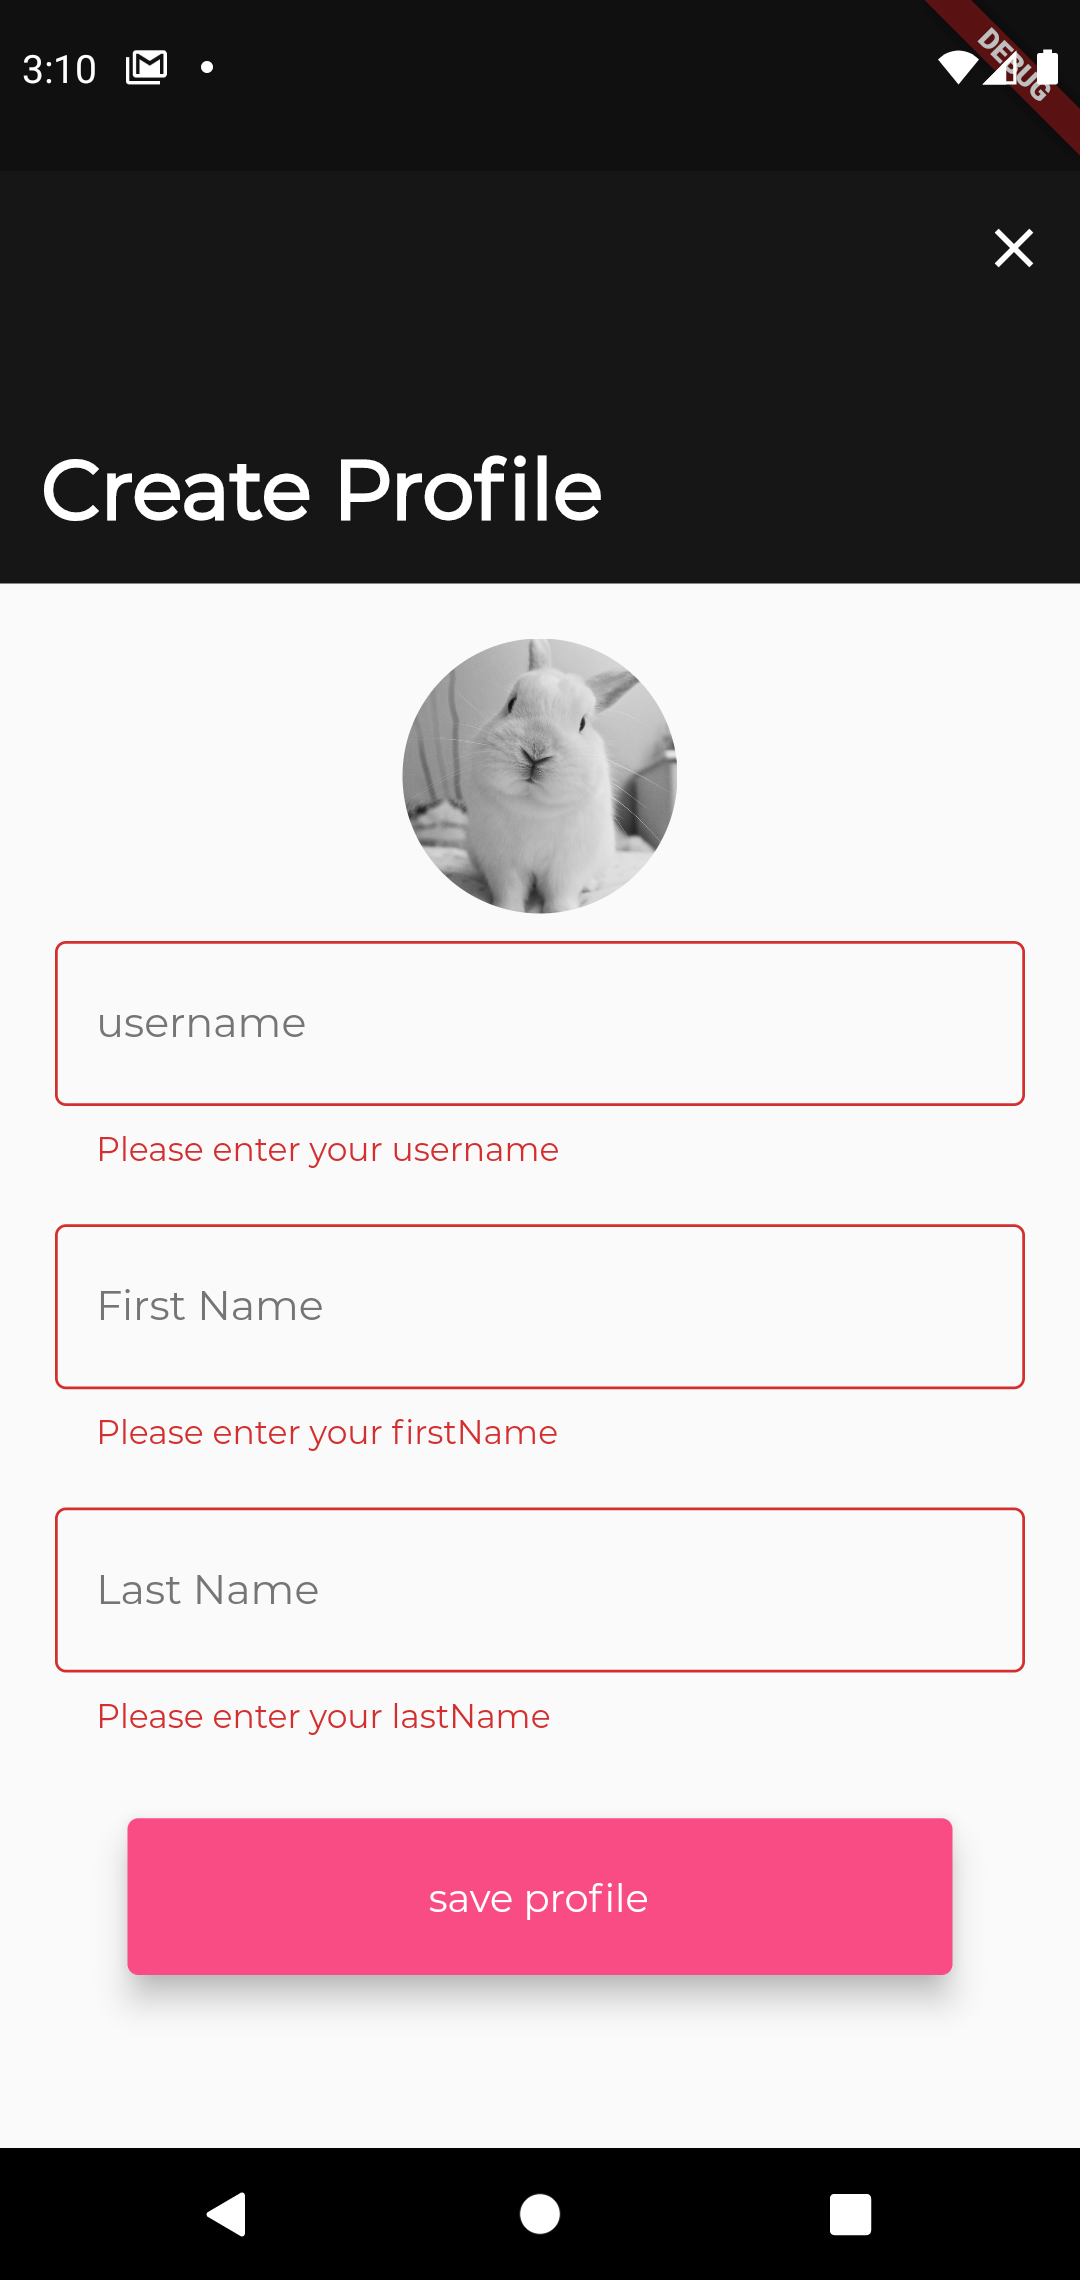 3:10
DEBUG
Create Profile
username
Please enter your username
First Name
Please enter your firstName
Last Name
Please enter your lastName
save profile